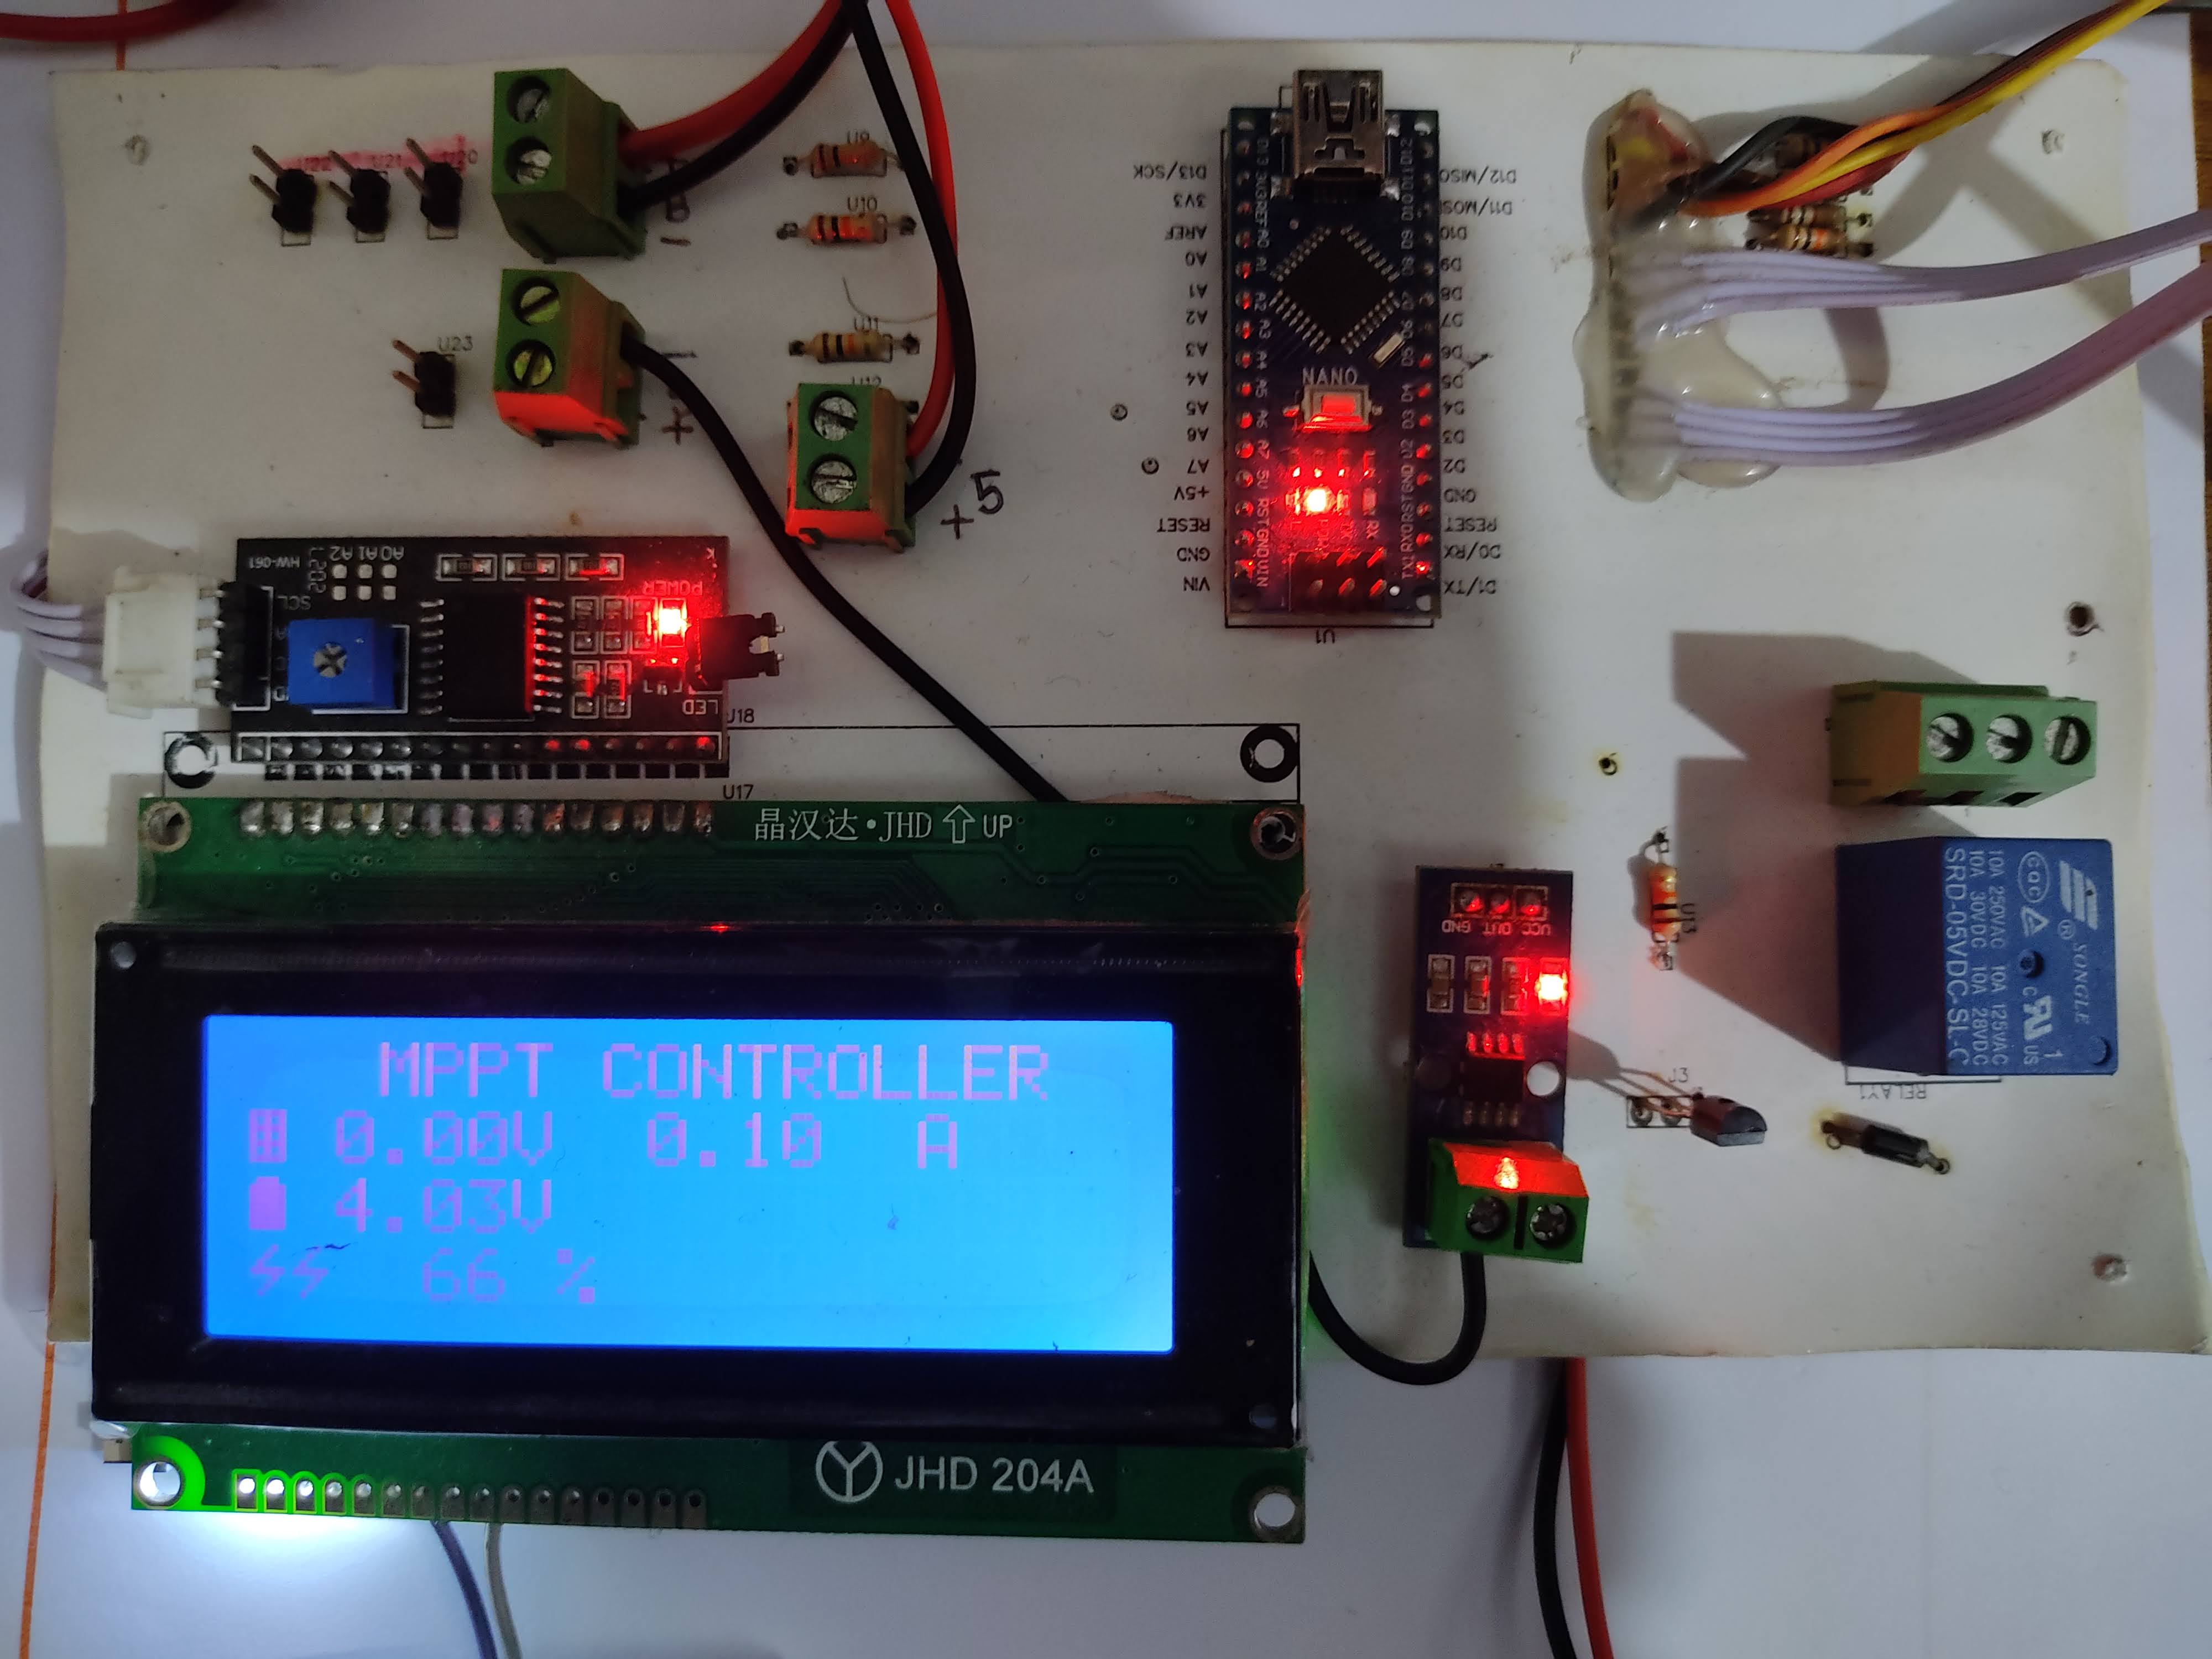 U22
U21
U20
B
U9
U10
U11
U12
U23
+
+5
D13/SCK
3V3
AREF
A0
A1
A2
A3
A4
A5
A6
A7
+5V
RESET
GND
VIN
NANO
D12/MISO
D11/MOSI
D10
D9
D8
D7
D6
D5
D4
D3
D2
GND
RESET
D0/RX
D1/TX
U1
HW-061
A0 A1 A2
SCL
POWER
LED
K
U18
U17
晶汉达·JHD UP
MPPT CONTROLLER
0.00V 0.10 A
4.03V
66 %
JHD 204A
VCC OUT GND
U13
J3
SONGLE
CQC
C US
10A 250VAC 10A 125VAC
10A 30VDC 10A 28VDC
SRD-05VDC-SL-C
RELAY1